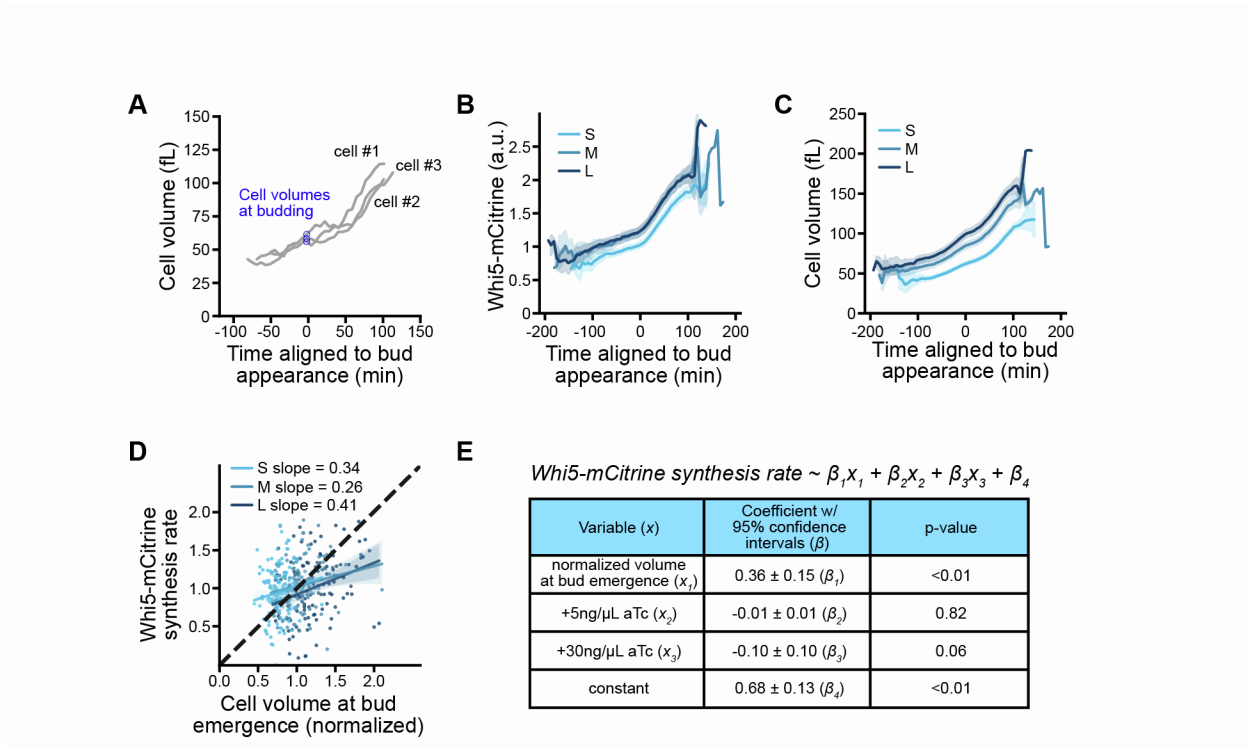 A
Cell volume (fL)
150
125
100
75
50
25
0
-100
-50
0
50
100
150
Time aligned to bud
appearance (min)
Cell volumes
at budding
cell #1
cell #3
cell #2
B
Whi5-mCitrine (a.u.)
2.5
2
1.5
1
0.5
0
-200
-100
0
100
200
Time aligned to bud
appearance (min)
S
M
L
C
Cell volume (fL)
250
200
150
100
50
0
-200
-100
0
100
200
Time aligned to bud
appearance (min)
S
M
L
D
Whi5-mCitrine
synthesis rate
S slope = 0.34
M slope = 0.26
L slope = 0.41
2.0
1.5
1.0
0.5
0.0
0.5
1.0
1.5
2.0
Cell volume at bud
emergence (normalized)
E
Whi5-mCitrine synthesis rate ~ β1x1 + β2x2 + β3x3 + β4
Variable (x)
Coefficient w/
95% confidence
intervals (β)
p-value
normalized volume
at bud emergence (x1)
0.36 ± 0.15 (β1)
<0.01
+5ng/µL aTc (x2)
-0.01 ± 0.01 (β2)
0.82
+30ng/µL aTc (x3)
-0.10 ± 0.10 (β3)
0.06
constant
0.68 ± 0.13 (β4)
<0.01